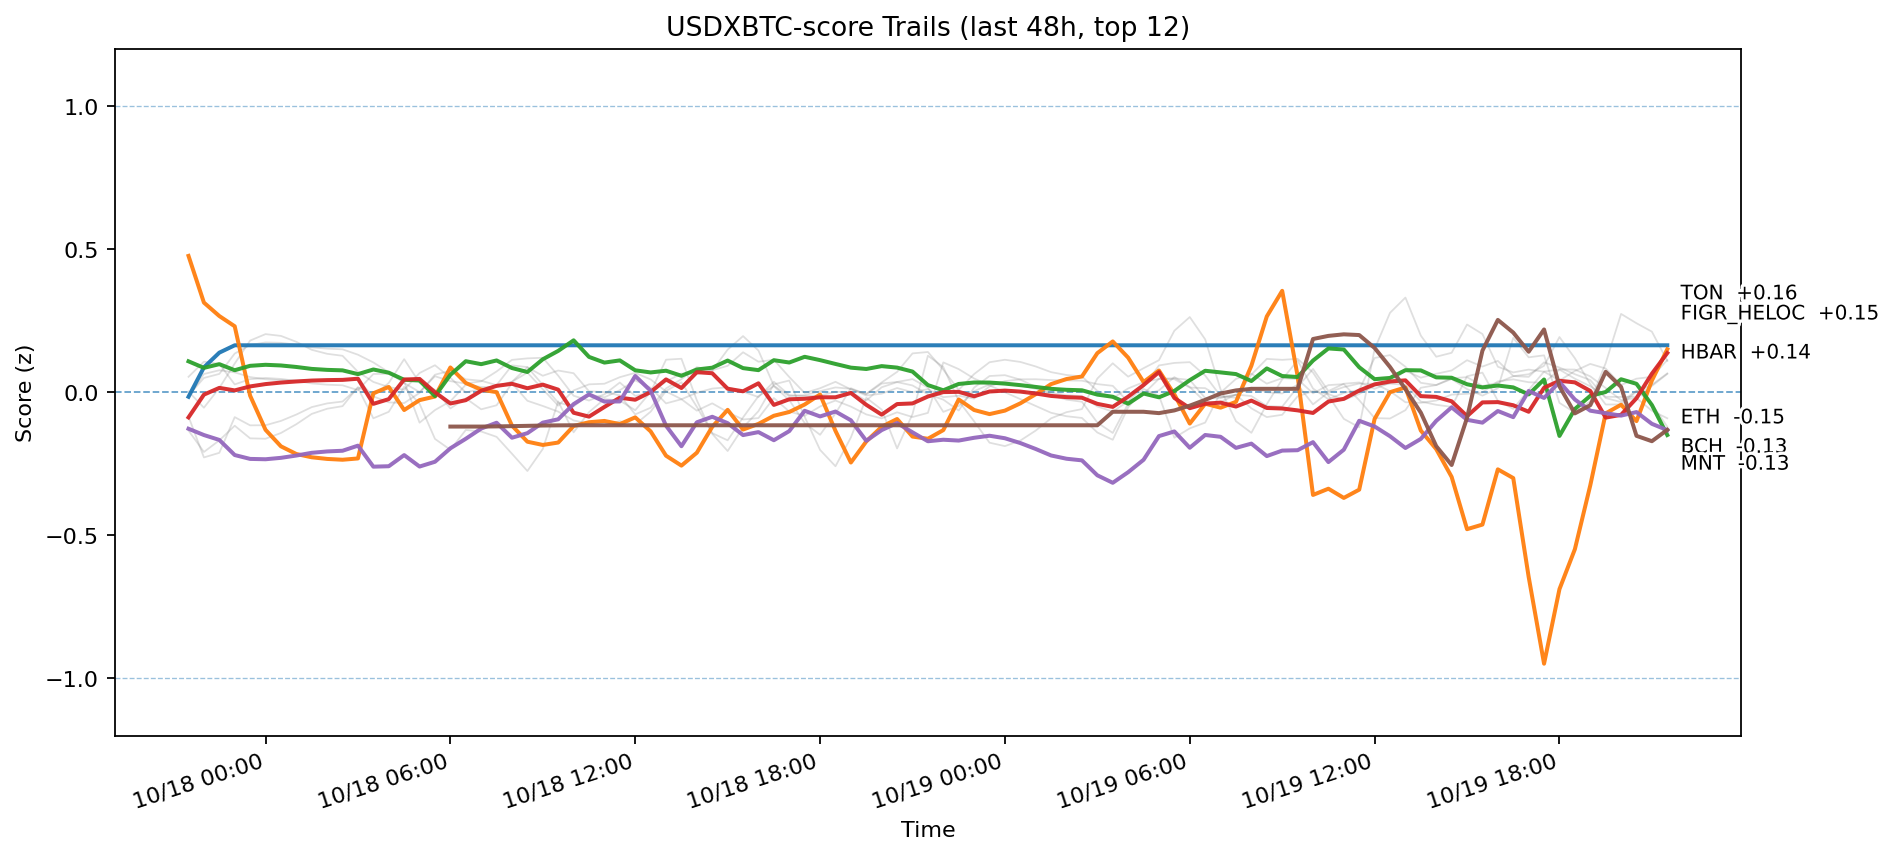 USDXBTC-score Trails (last 48h, top 12)
Score (z)
1.0
0.5
0.0
−0.5
−1.0
TON +0.16
FIGR_HELOC +0.15
HBAR +0.14
ETH -0.15
BCH -0.13
MNT -0.13
10/18 00:00
10/18 06:00
10/18 12:00
10/18 18:00
10/19 00:00
10/19 06:00
10/19 12:00
10/19 18:00
Time